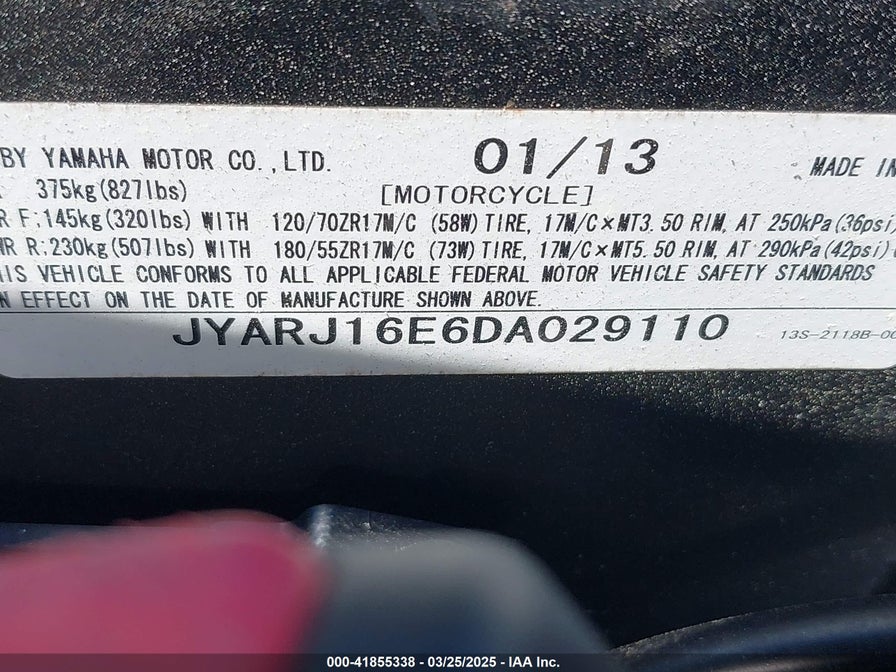 BY YAMAHA MOTOR CO.,LTD. 01/13 MADE IN
375kg(827lbs) [MOTORCYCLE]
R F:145kg(320lbs) WITH 120/70ZR17M/C (58W) TIRE, 17M/C×MT3.50 RIM, AT 250kPa(36psi)
WR R:230kg(507lbs) WITH 180/55ZR17M/C (73W) TIRE, 17M/C×MT5.50 RIM, AT 290kPa(42psi)
HIS VEHICLE CONFORMS TO ALL APPLICABLE FEDERAL MOTOR VEHICLE SAFETY STANDARDS
N EFFECT ON THE DATE OF MANUFACTURE SHOWN ABOVE.
JYARJ16E6DA029110 13S-2118B-00
000-41855338 - 03/25/2025 - IAA Inc.